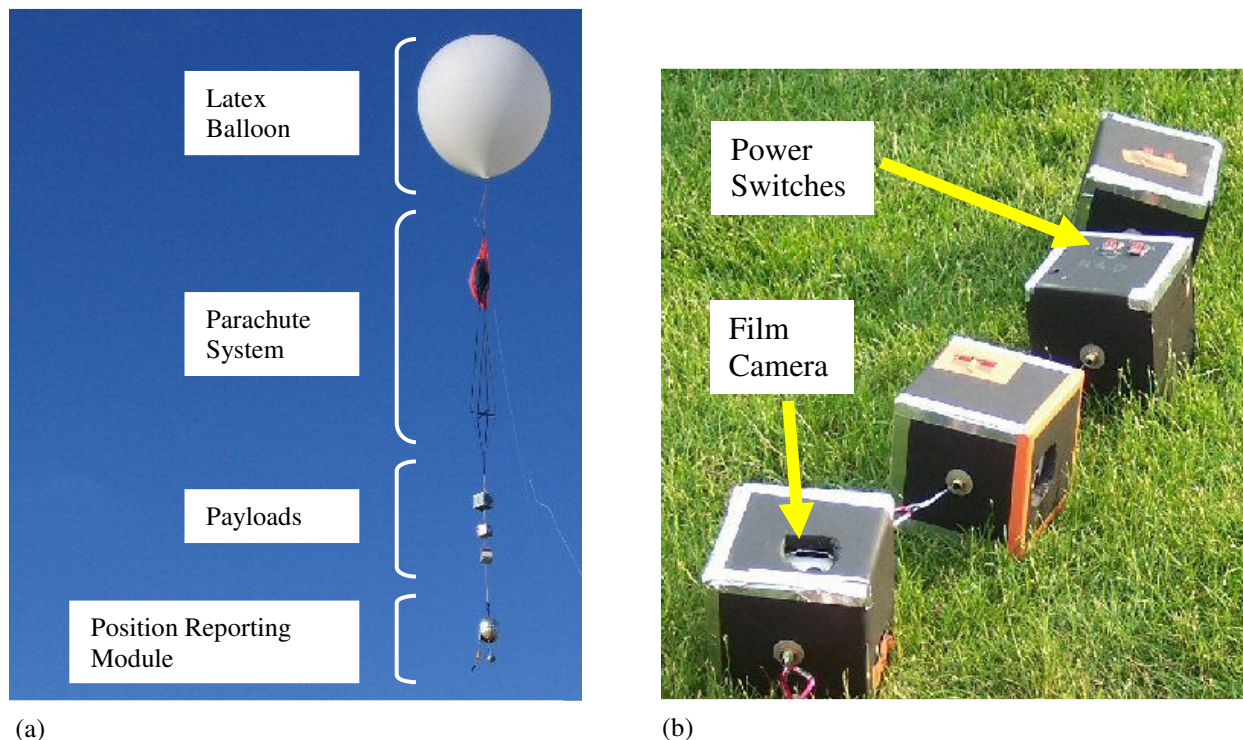 Latex
Balloon
Parachute
System
Payloads
Position Reporting
Module
(a)
Power
Switches
Film
Camera
(b)